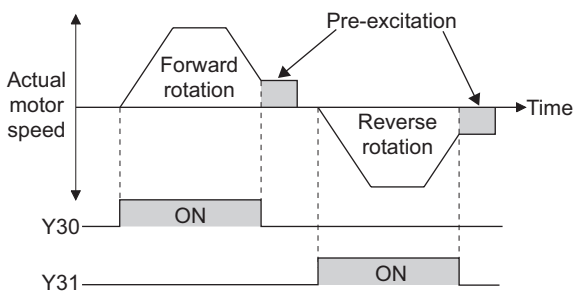 Pre-excitation
Actual
motor
speed
Forward
rotation
Time
Reverse
rotation
Y30
ON
Y31
ON